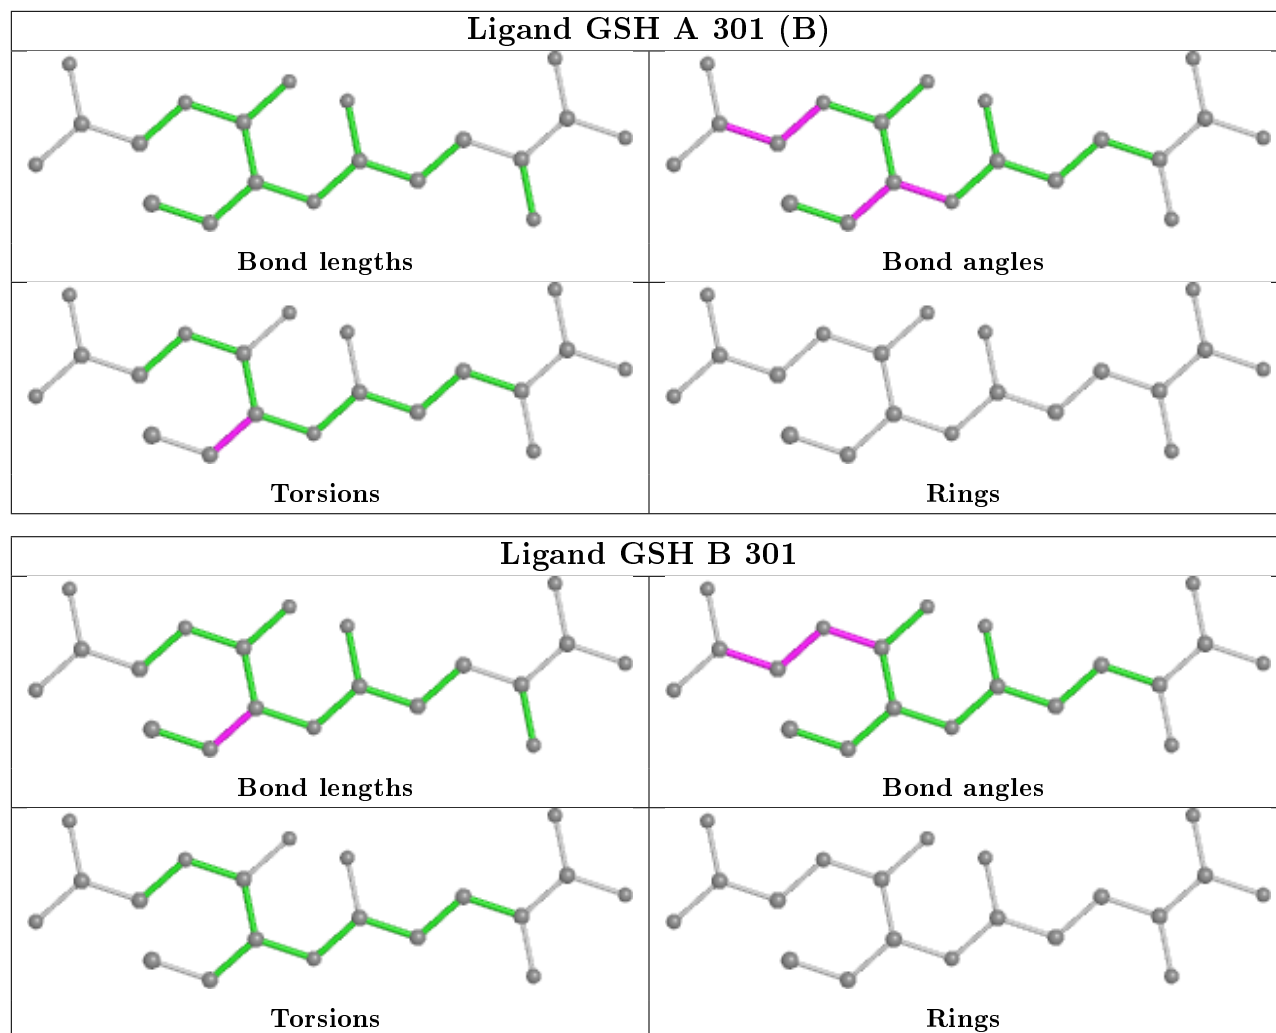 Ligand GSH A 301 (B)
Bond lengths
Bond angles
Torsions
Rings
Ligand GSH B 301
Bond lengths
Bond angles
Torsions
Rings